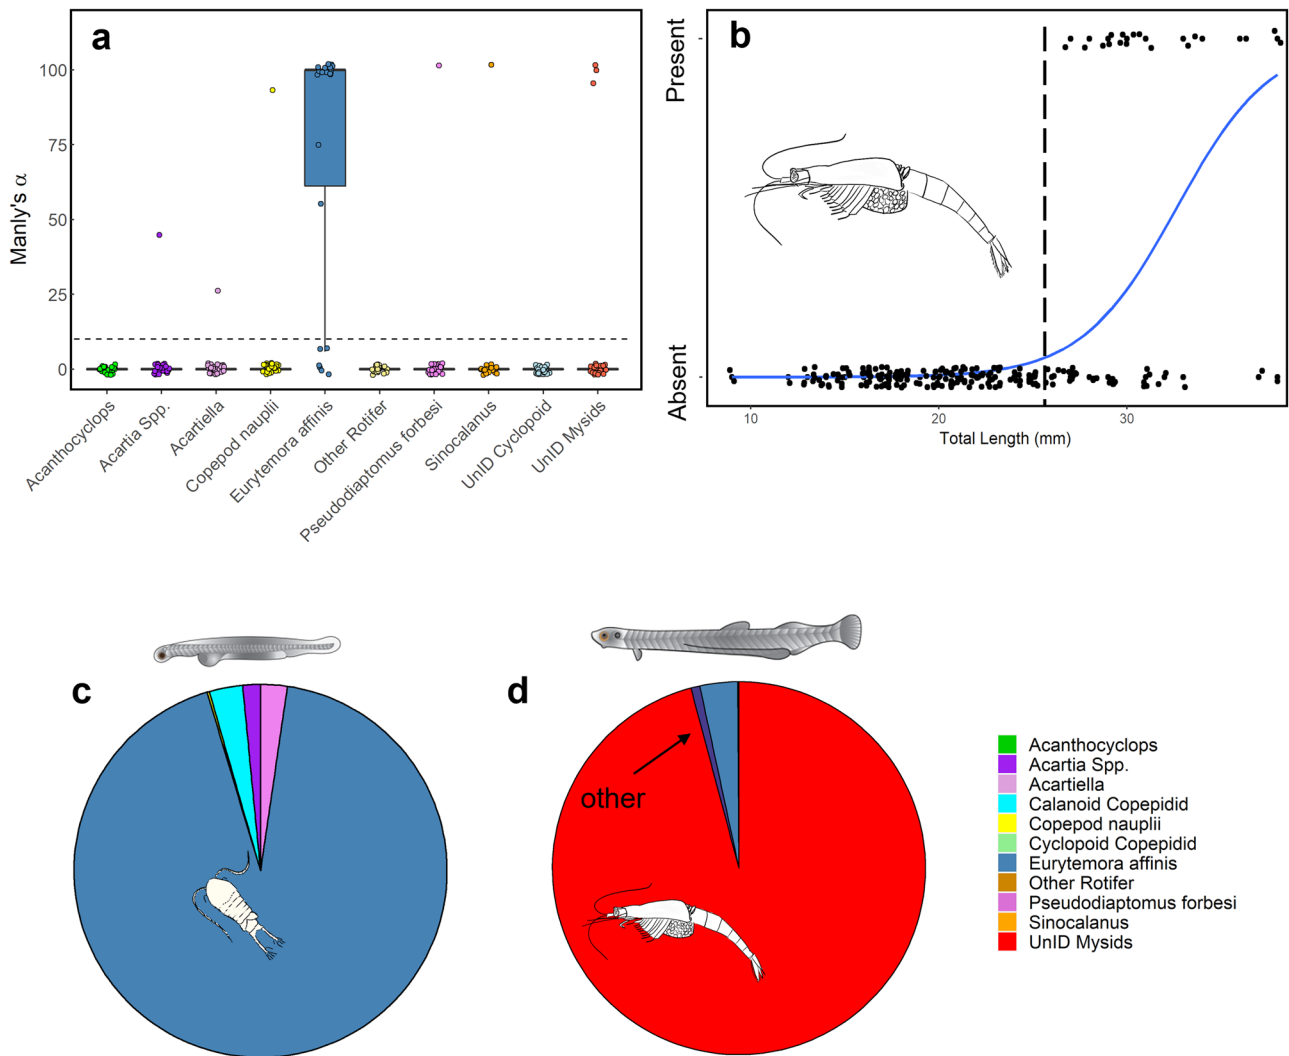 a
Manly's α
100
75
50
25
0
Acanthocyclops
Acartia Spp.
Acartiella
Copepod nauplii
Eurytemora affinis
Other Rotifer
Pseudodiaptomus forbesi
Sinocalanus
UnID Cyclopoid
UnID Mysids
b
Present
Absent
10
20
30
Total Length (mm)
c
d
other
Acanthocyclops
Acartia Spp.
Acartiella
Calanoid Copepidid
Copepod nauplii
Cyclopoid Copepidid
Eurytemora affinis
Other Rotifer
Pseudodiaptomus forbesi
Sinocalanus
UnID Mysids